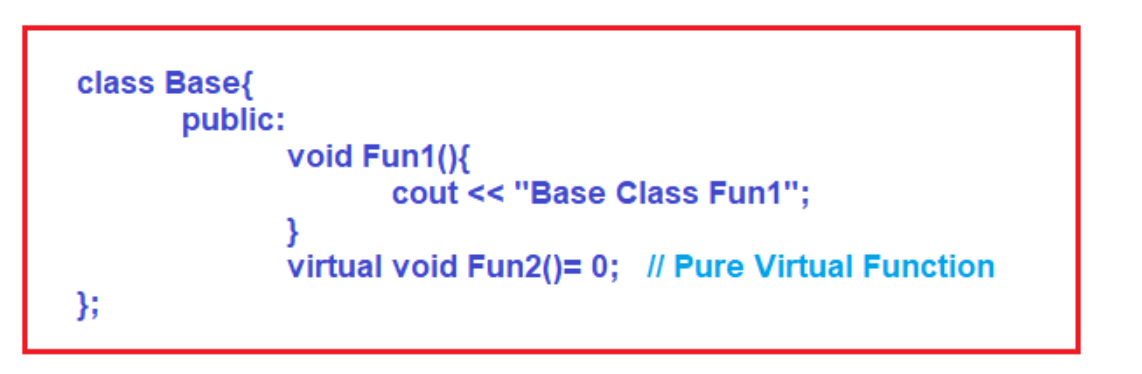 class Base{
public:
void Fun1(){
cout << "Base Class Fun1";
}
virtual void Fun2()= 0; // Pure Virtual Function
};